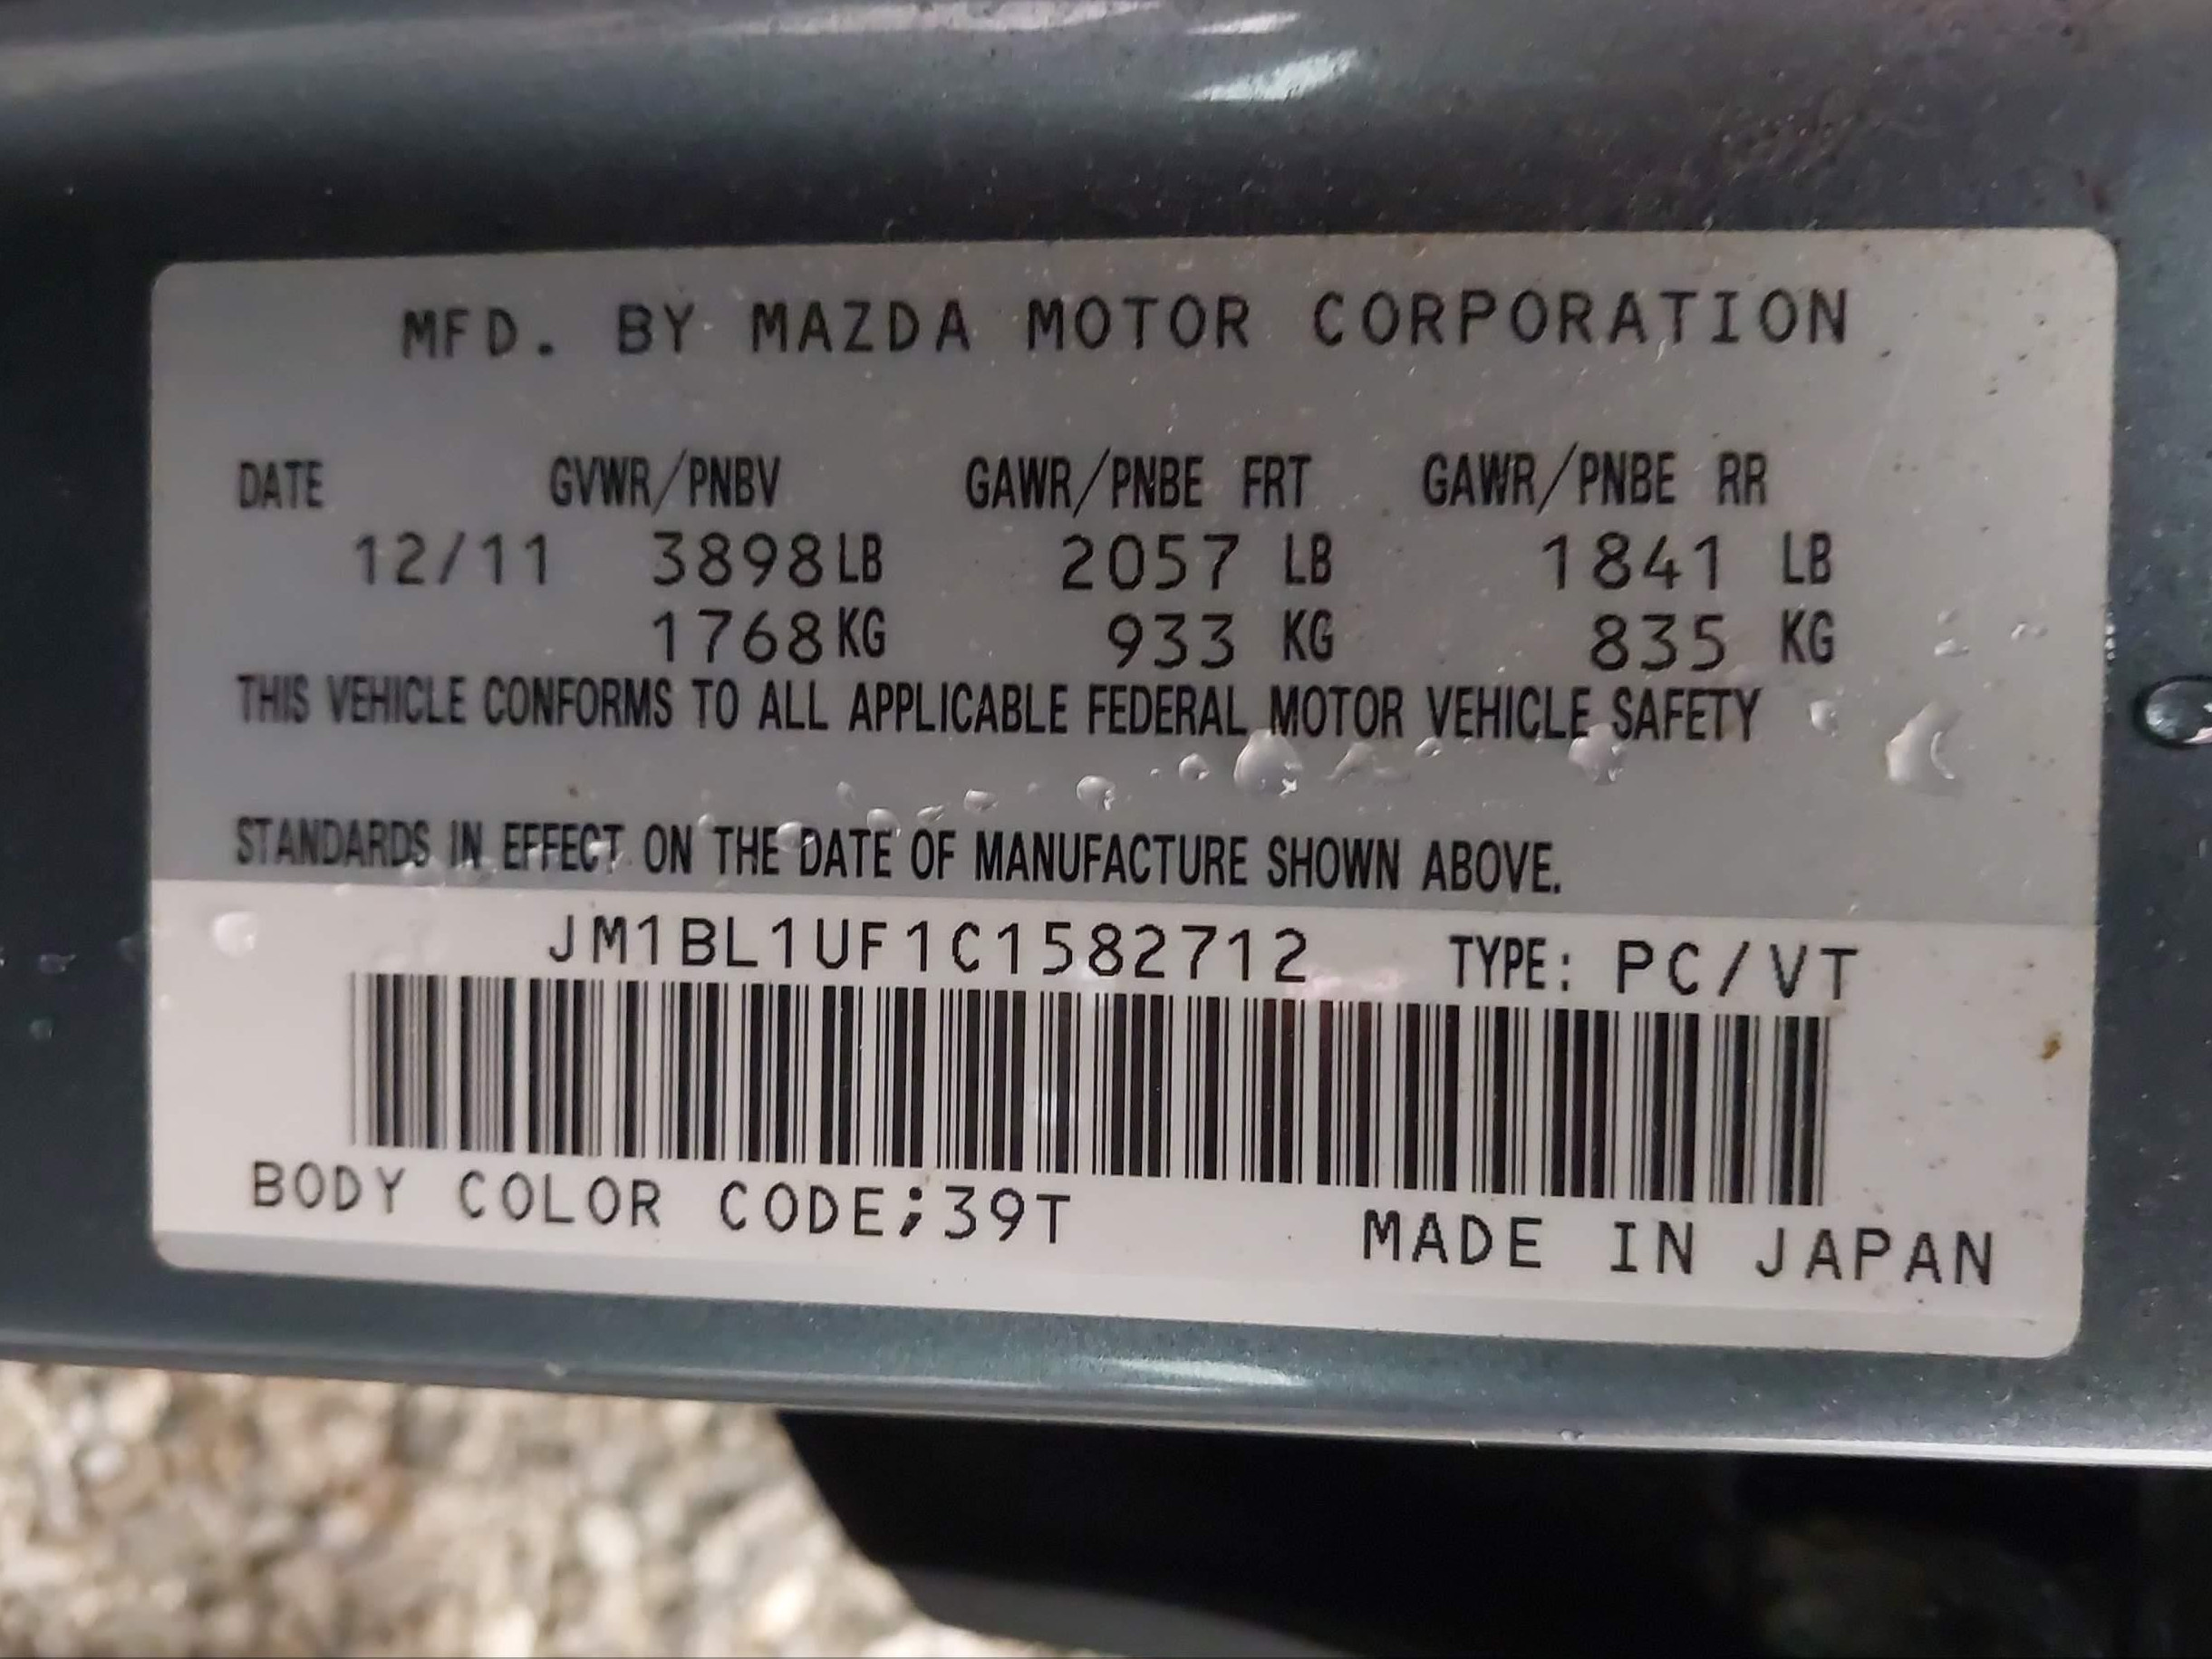 MFD. BY MAZDA MOTOR CORPORATION
DATE GVWR/PNBV GAWR/PNBE FRT GAWR/PNBE RR
12/11 3898LB 2057 LB 1841 LB
1768KG 933 KG 835 KG
THIS VEHICLE CONFORMS TO ALL APPLICABLE FEDERAL MOTOR VEHICLE SAFETY
STANDARDS IN EFFECT ON THE DATE OF MANUFACTURE SHOWN ABOVE.
JM1BL1UF1C1582712 TYPE: PC/VT
BODY COLOR CODE;39T MADE IN JAPAN